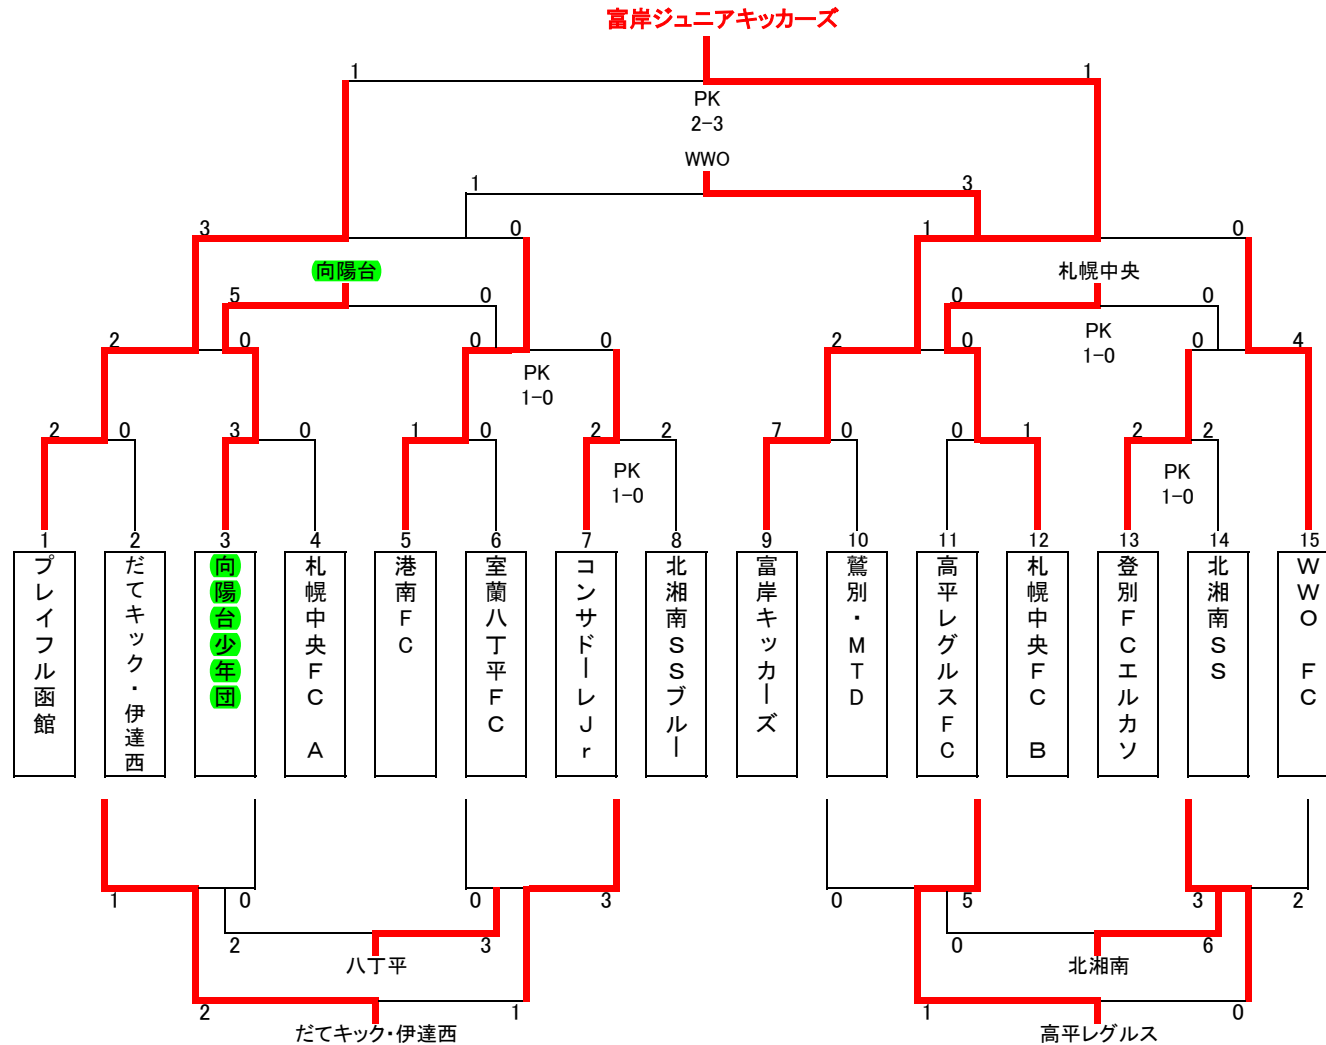 富岸ジュニアキッカーズ
1 1
PK
2-3
WWO
1 3
3 0 1 0
向陽台 札幌中央
5 0 0 0
2 0 0 0 2 0 PK 0 4
1-0
PK
1-0
2 0 3 0 1 0 2 2 7 0 0 1 2 2
PK PK
1-0 1-0
1 2 3 4 5 6 7 8 9 10 11 12 13 14 15
プレイフル函館
だてキック・伊達西
向陽台少年団
札幌中央FC A
港南FC
室蘭八丁平FC
コンサドーレJr
北湘南SSブルー
富岸キッカーズ
鷲別・MTD
高平レグルスFC
札幌中央FC B
登別FCエルカソ
北湘南SS
WWO FC
1 0 0 3 0 5 3 2
2 3 0 6
八丁平 北湘南
2 1 1 0
だてキック・伊達西 高平レグルス